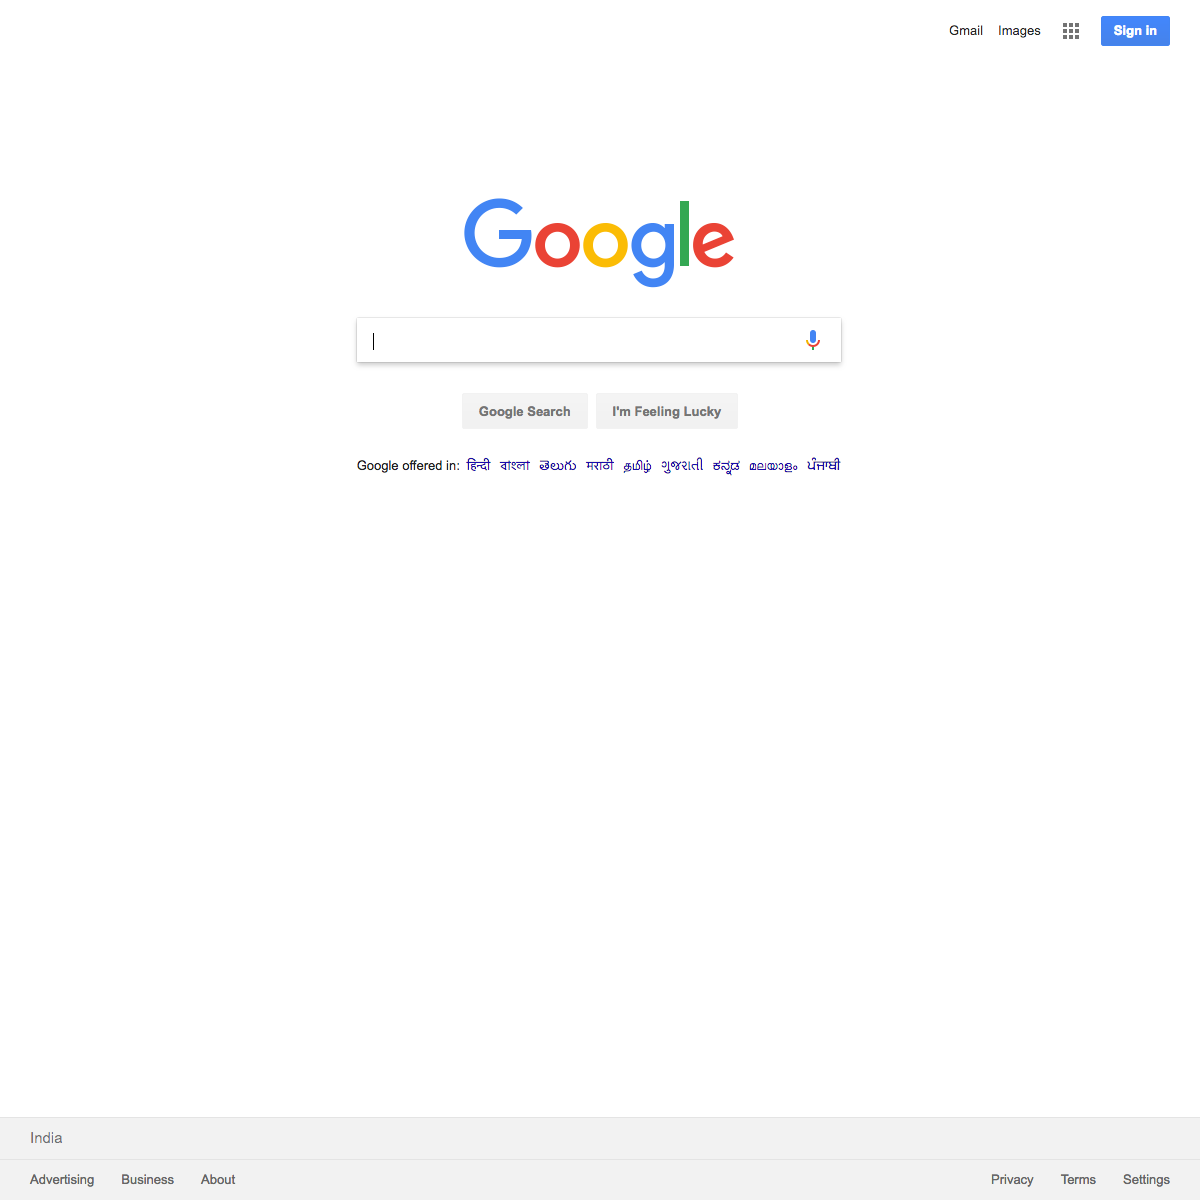 Gmail Images Sign in
Google
Google Search I'm Feeling Lucky
Google offered in: हिन्दी বাংলা తెలుగు मराठी தமிழ் ગુજરાતી ಕನ್ನಡ മലയാളം ਪੰਜਾਬੀ
India
Advertising Business About Privacy Terms Settings